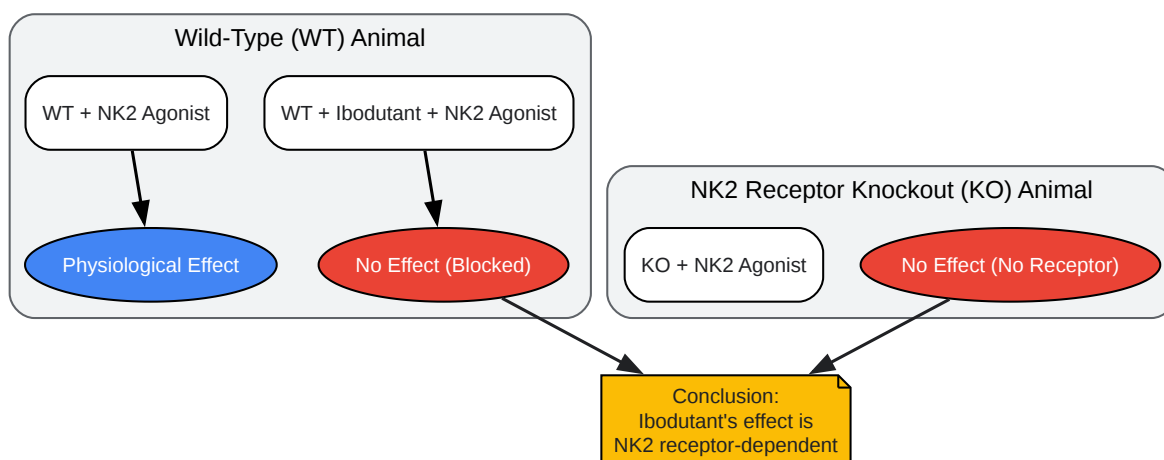 Wild-Type (WT) Animal
WT + NK2 Agonist
WT + Ibodutant + NK2 Agonist
Physiological Effect
No Effect (Blocked)
NK2 Receptor Knockout (KO) Animal
KO + NK2 Agonist
No Effect (No Receptor)
Conclusion:
Ibodutant's effect is
NK2 receptor-dependent